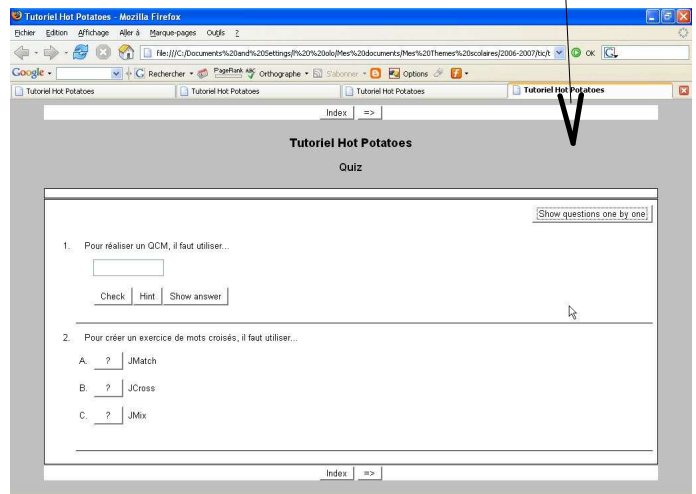 Tutoriel Hot Potatoes - Mozilla Firefox
Fichier Edition Affichage Aller à Marque-pages Outils ?
file:///C:/Documents%20and%20Settings/l%20%20olo/Mes%20documents/Mes%20Themes%20scolaires/2006-2007/tic/t OK G
Google G Rechercher PageRank ABC Orthographe S'abonner Options
Tutoriel Hot Potatoes Tutoriel Hot Potatoes Tutoriel Hot Potatoes Tutoriel Hot Potatoes
Index =>
Tutoriel Hot Potatoes
Quiz
Show questions one by one
1. Pour réaliser un QCM, il faut utiliser...
Check Hint Show answer
2. Pour créer un exercice de mots croisés, il faut utiliser...
A. ? JMatch
B. ? JCross
C. ? JMix
Index =>